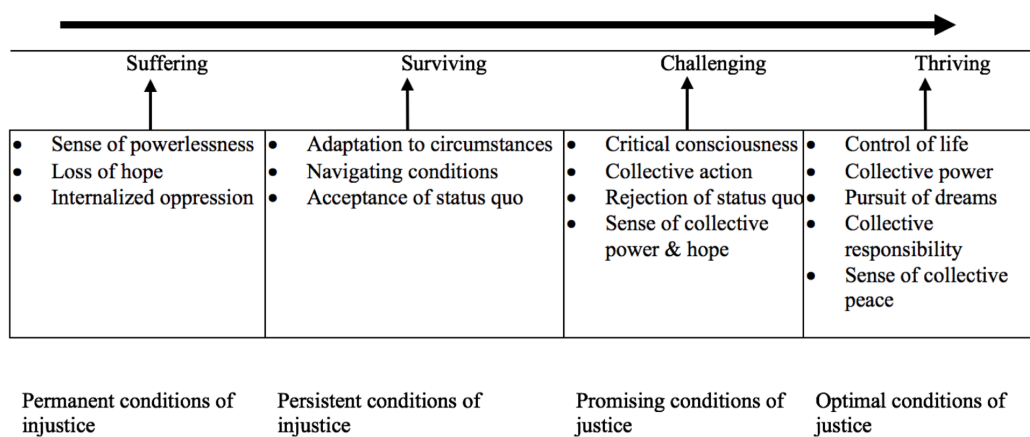 Suffering
Surviving
Challenging
Thriving
• Sense of powerlessness
• Loss of hope
• Internalized oppression
• Adaptation to circumstances
• Navigating conditions
• Acceptance of status quo
• Critical consciousness
• Collective action
• Rejection of status quo
• Sense of collective
power & hope
• Control of life
• Collective power
• Pursuit of dreams
• Collective
responsibility
• Sense of collective
peace
Permanent conditions of
injustice
Persistent conditions of
injustice
Promising conditions of
justice
Optimal conditions of
justice